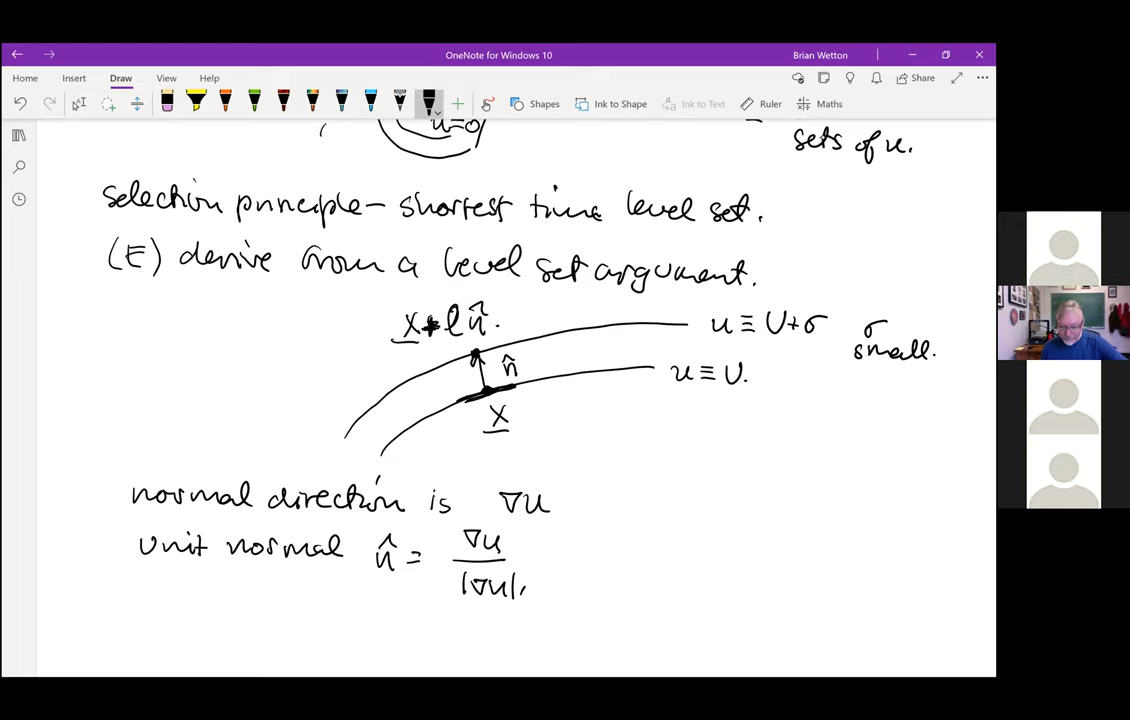 OneNote for Windows 10
Brian Wetton
Home Insert Draw View Help
Share
Shapes
Ink to Shape
Ink to Text
Ruler
Maths
u=0
sets of u.
selection principle - shortest time level set.
(E) derive from a level set argument.
x + l n̂.
u ≡ U+σ
σ small.
n̂
u ≡ U.
x
normal direction is ∇u
Unit normal n̂ = ∇u / |∇u|.